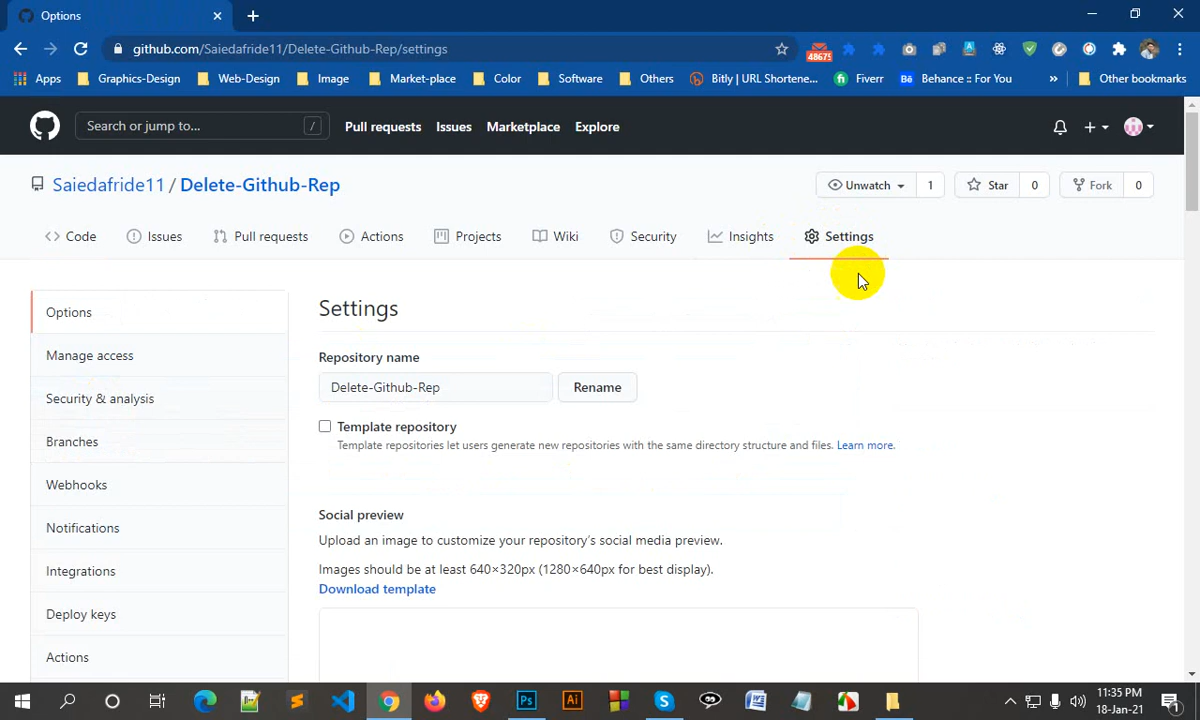 Options
github.com/Saiedafride11/Delete-Github-Rep/settings
48675
Apps Graphics-Design Web-Design Image Market-place Color Software Others Bitly | URL Shortene... Fiverr Bē Behance :: For You » Other bookmarks
Search or jump to... / Pull requests Issues Marketplace Explore
Saiedafride11 / Delete-Github-Rep Unwatch 1 Star 0 Fork 0
Code Issues Pull requests Actions Projects Wiki Security Insights Settings
Options
Manage access
Security & analysis
Branches
Webhooks
Notifications
Integrations
Deploy keys
Actions
Settings
Repository name
Delete-Github-Rep Rename
Template repository
Template repositories let users generate new repositories with the same directory structure and files. Learn more.
Social preview
Upload an image to customize your repository's social media preview.
Images should be at least 640×320px (1280×640px for best display).
Download template
Ps Ai
11:35 PM
18-Jan-21
1